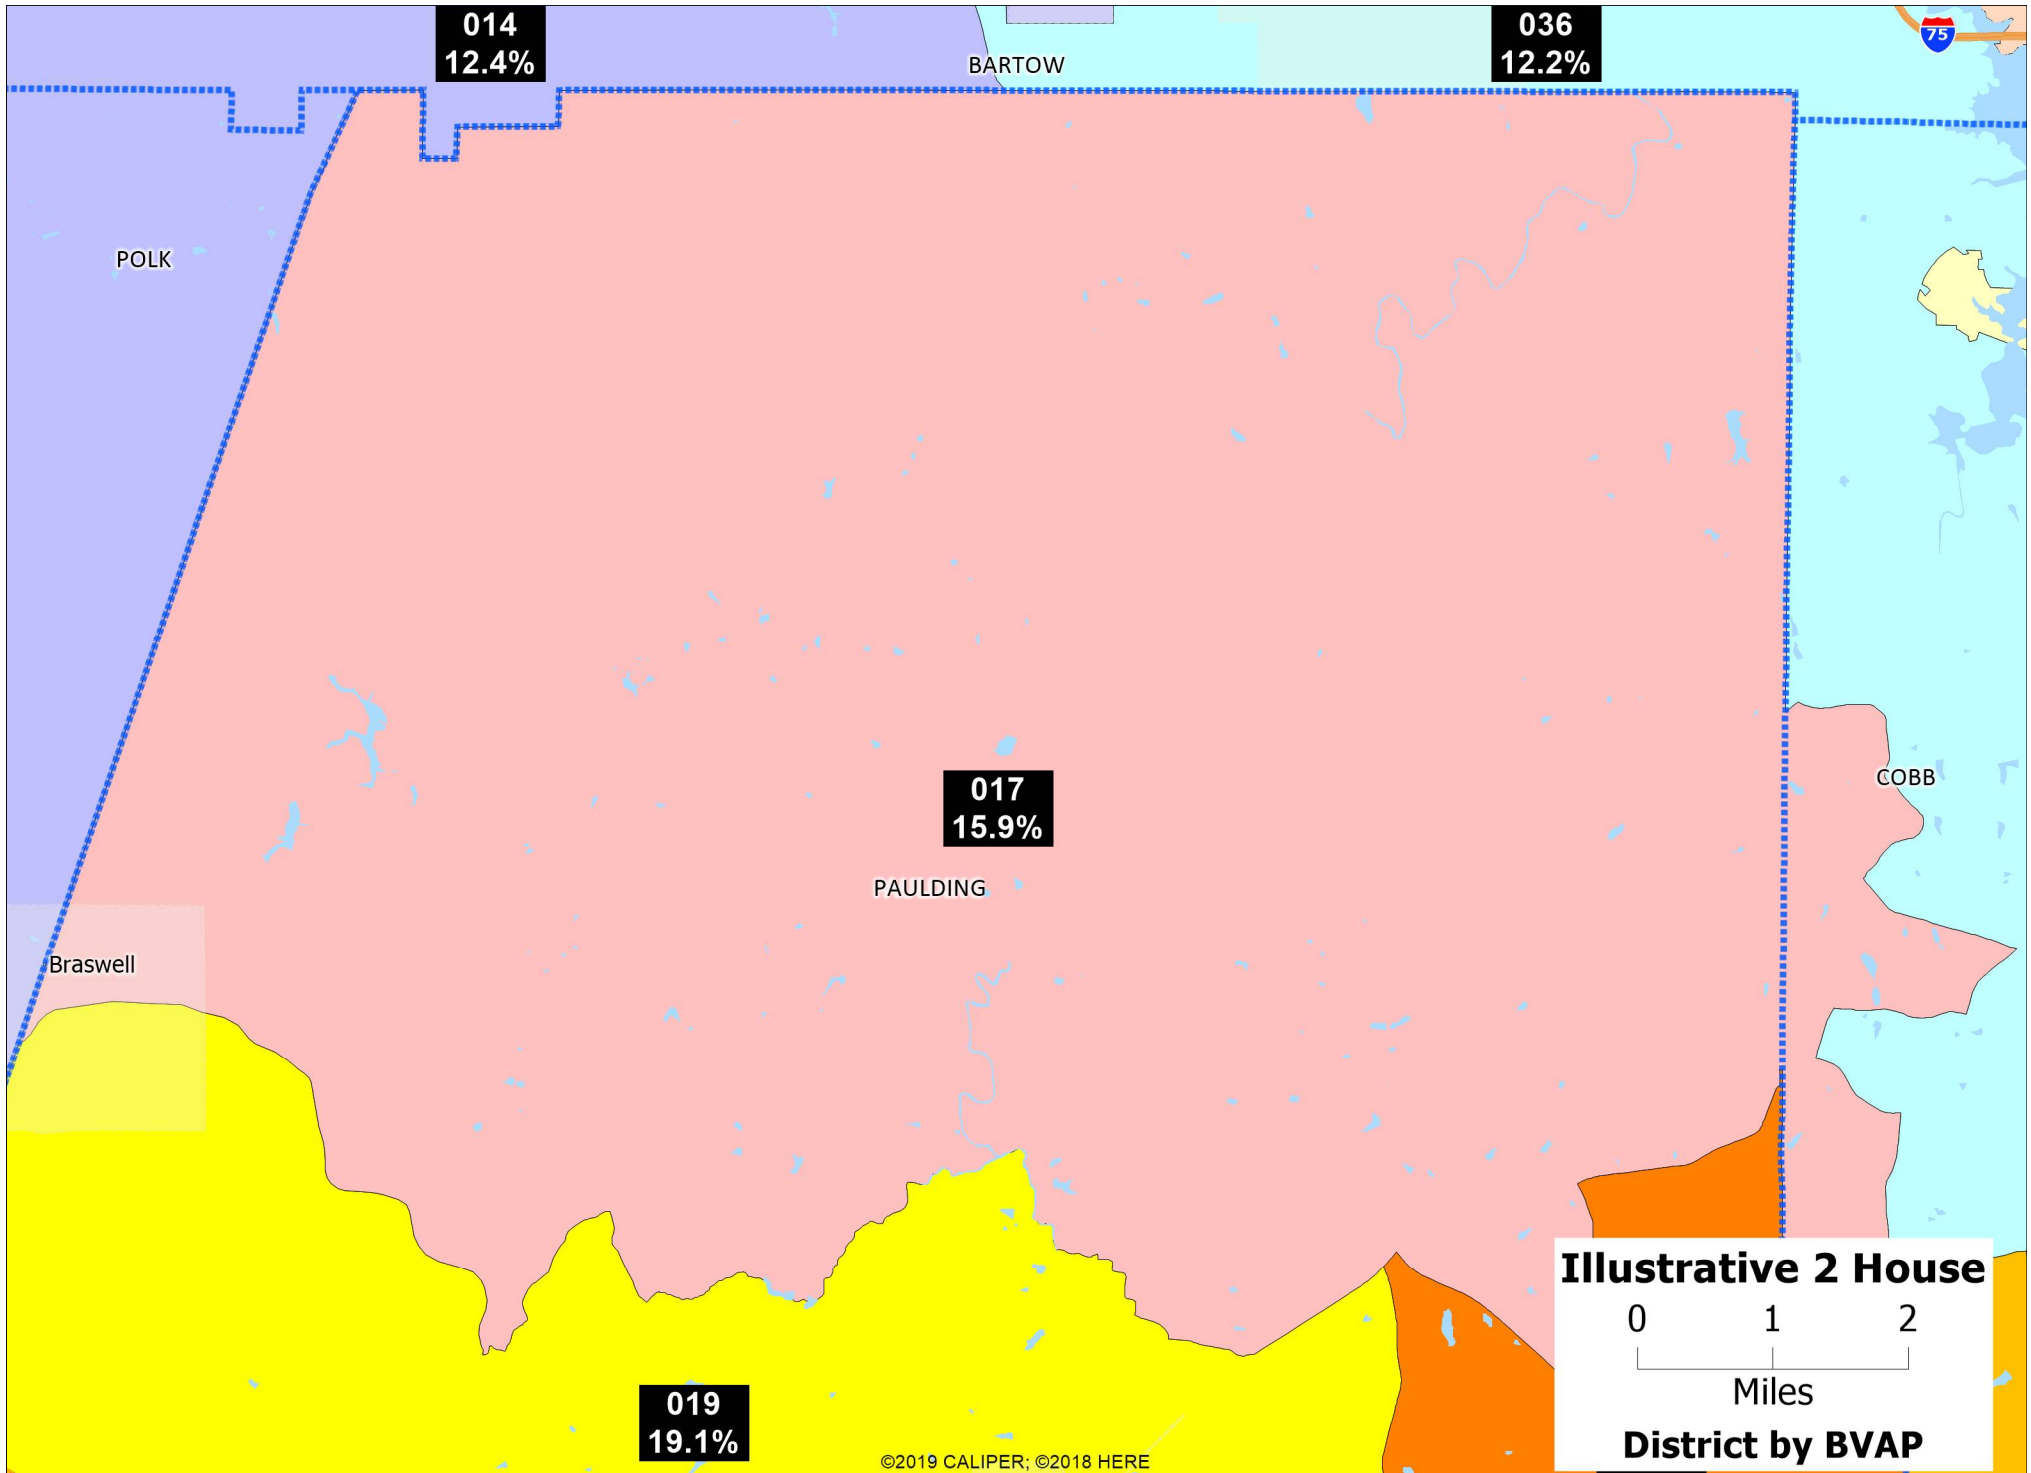 014
12.4%
036
12.2%
75
BARTOW
POLK
COBB
017
15.9%
PAULDING
Braswell
Illustrative 2 House
0 1 2
Miles
District by BVAP
019
19.1%
©2019 CALIPER; ©2018 HERE